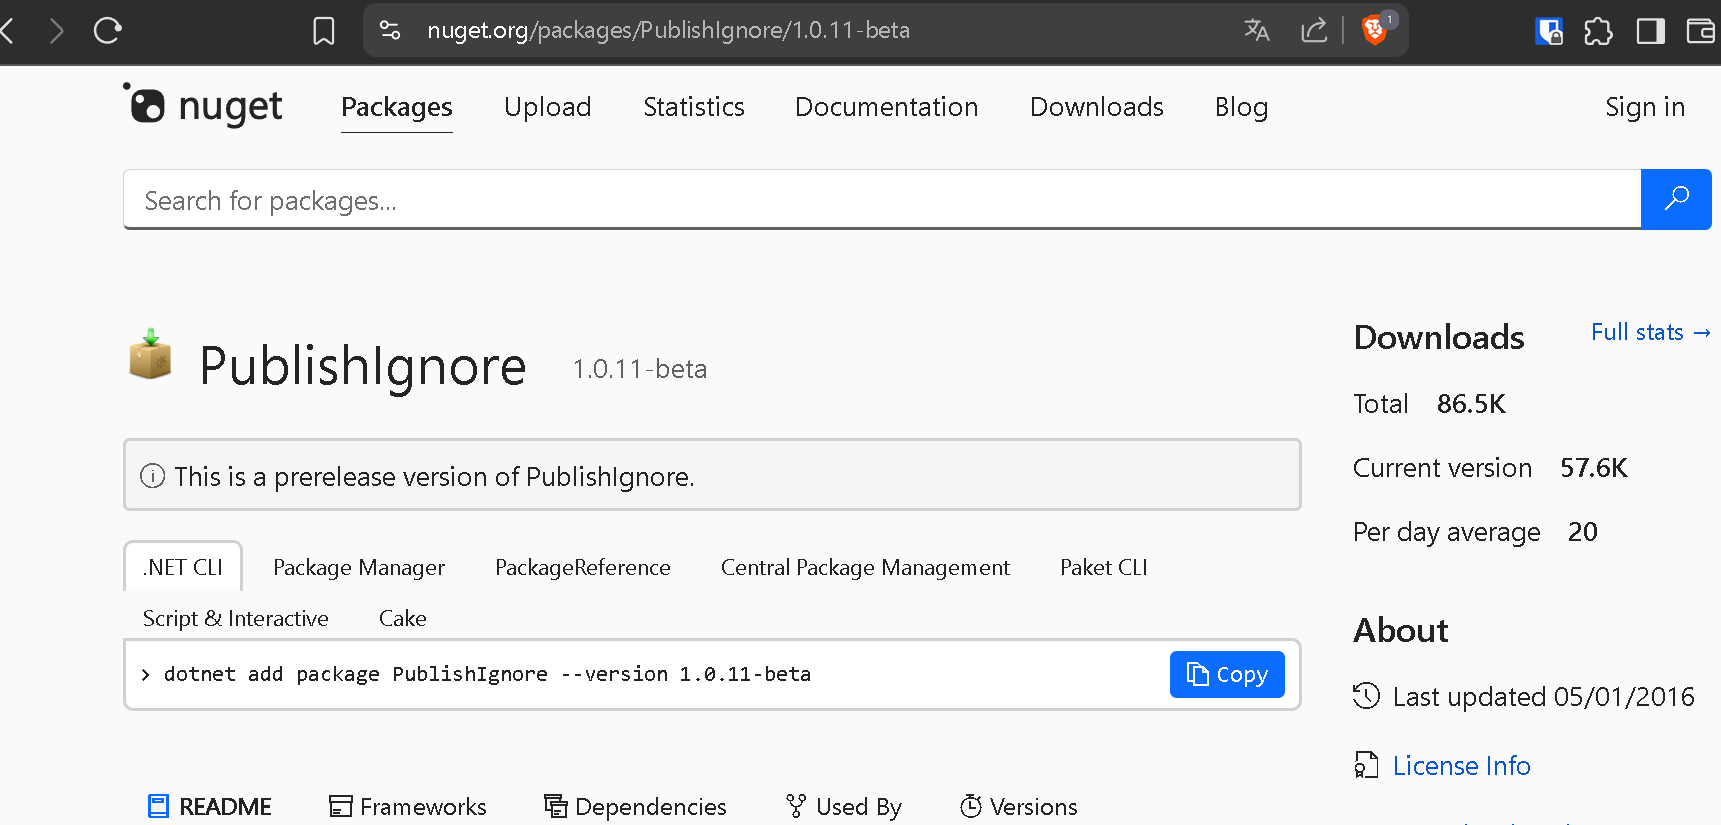 nuget.org/packages/PublishIgnore/1.0.11-beta
1
nuget Packages Upload Statistics Documentation Downloads Blog Sign in
Search for packages...
PublishIgnore 1.0.11-beta
This is a prerelease version of PublishIgnore.
.NET CLI Package Manager PackageReference Central Package Management Paket CLI
Script & Interactive Cake
> dotnet add package PublishIgnore --version 1.0.11-beta Copy
README Frameworks Dependencies Used By Versions
Downloads Full stats →
Total 86.5K
Current version 57.6K
Per day average 20
About
Last updated 05/01/2016
License Info